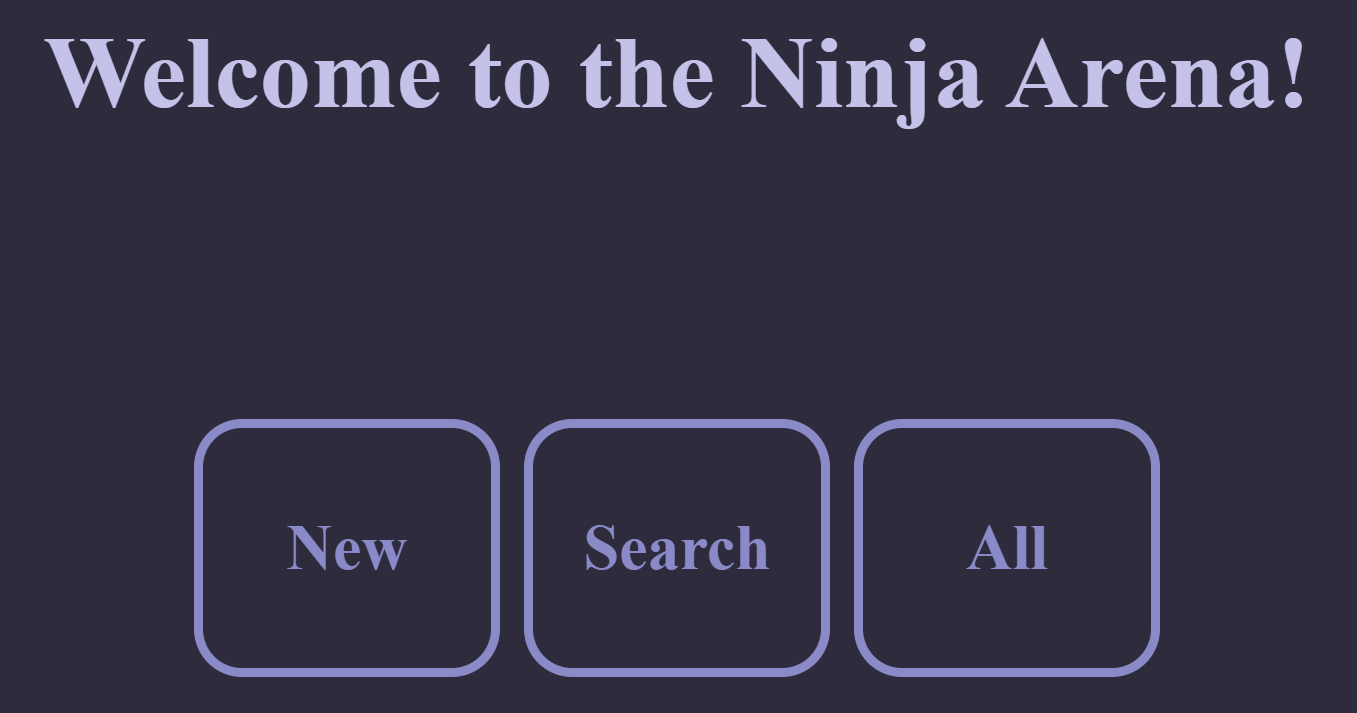 Welcome to the Ninja Arena!
New
Search
All